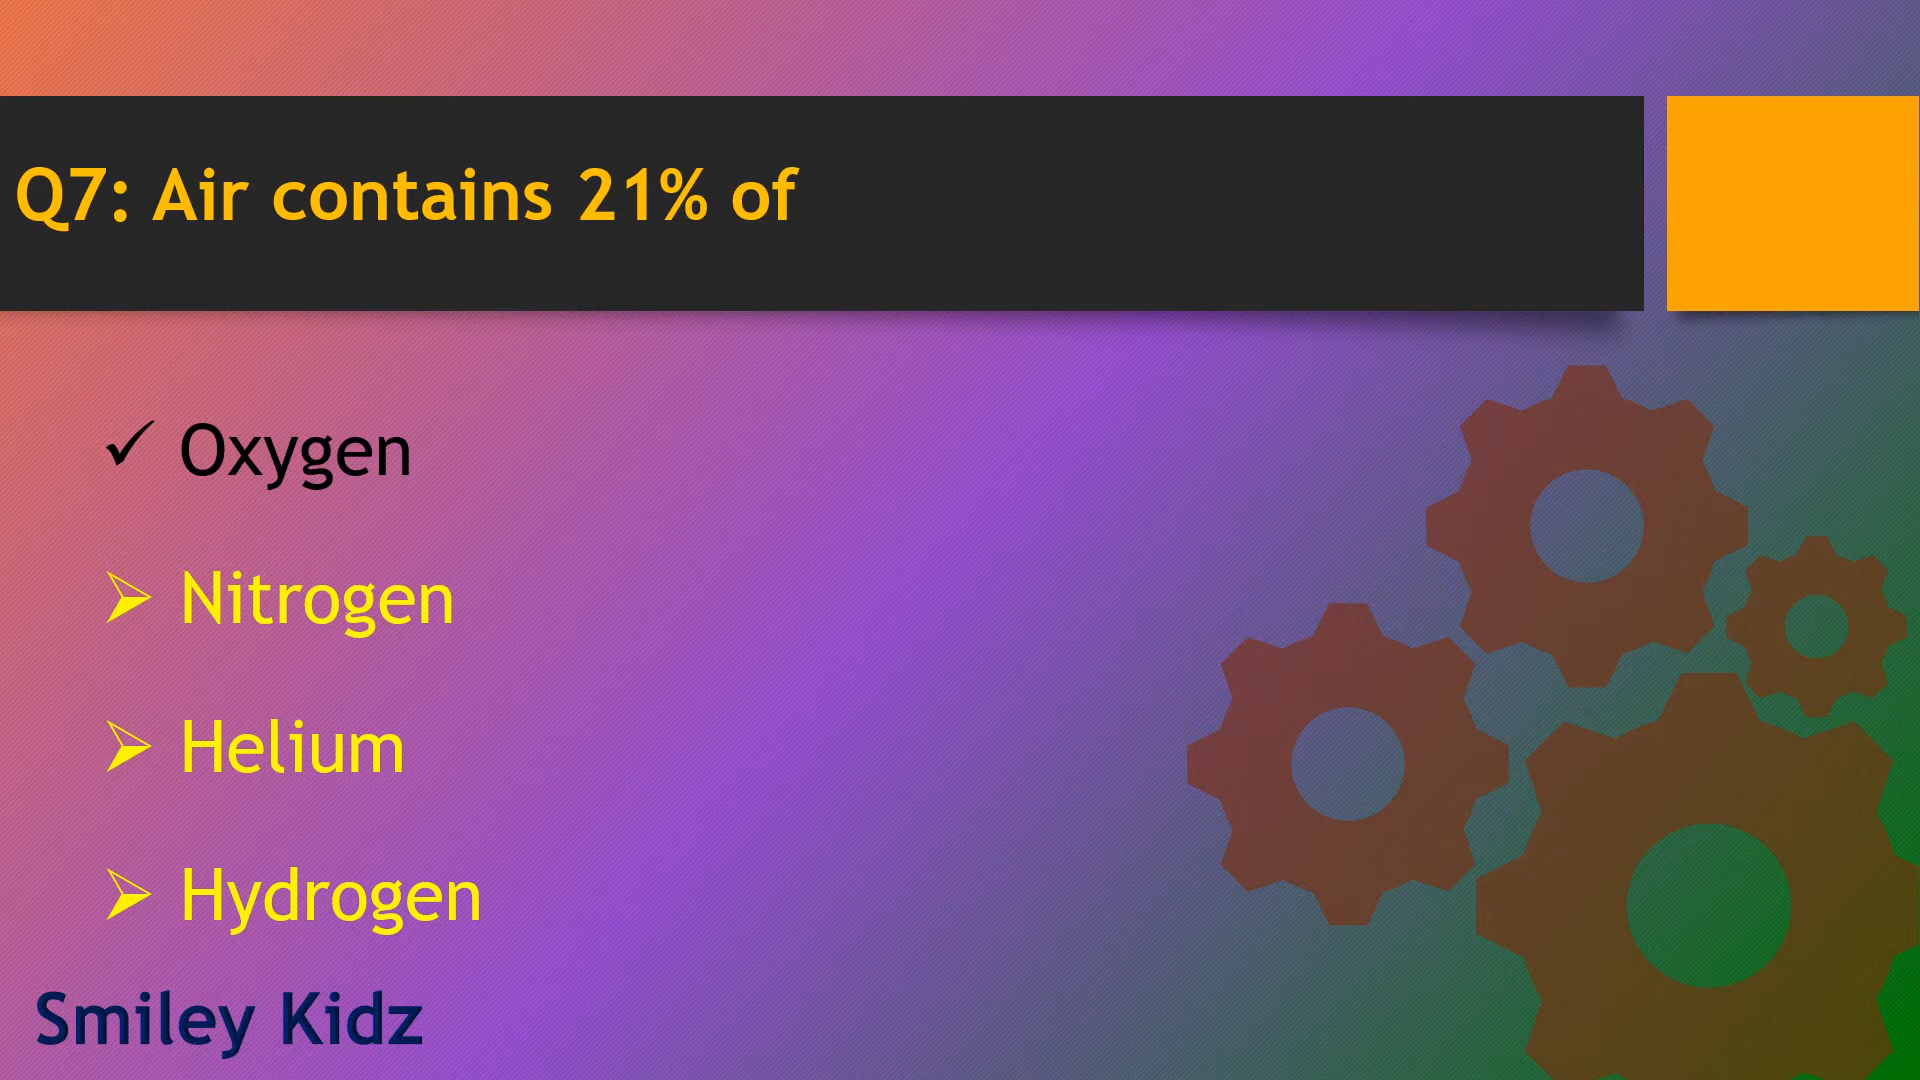 Q7: Air contains 21% of
Oxygen
Nitrogen
Helium
Hydrogen
Smiley Kidz